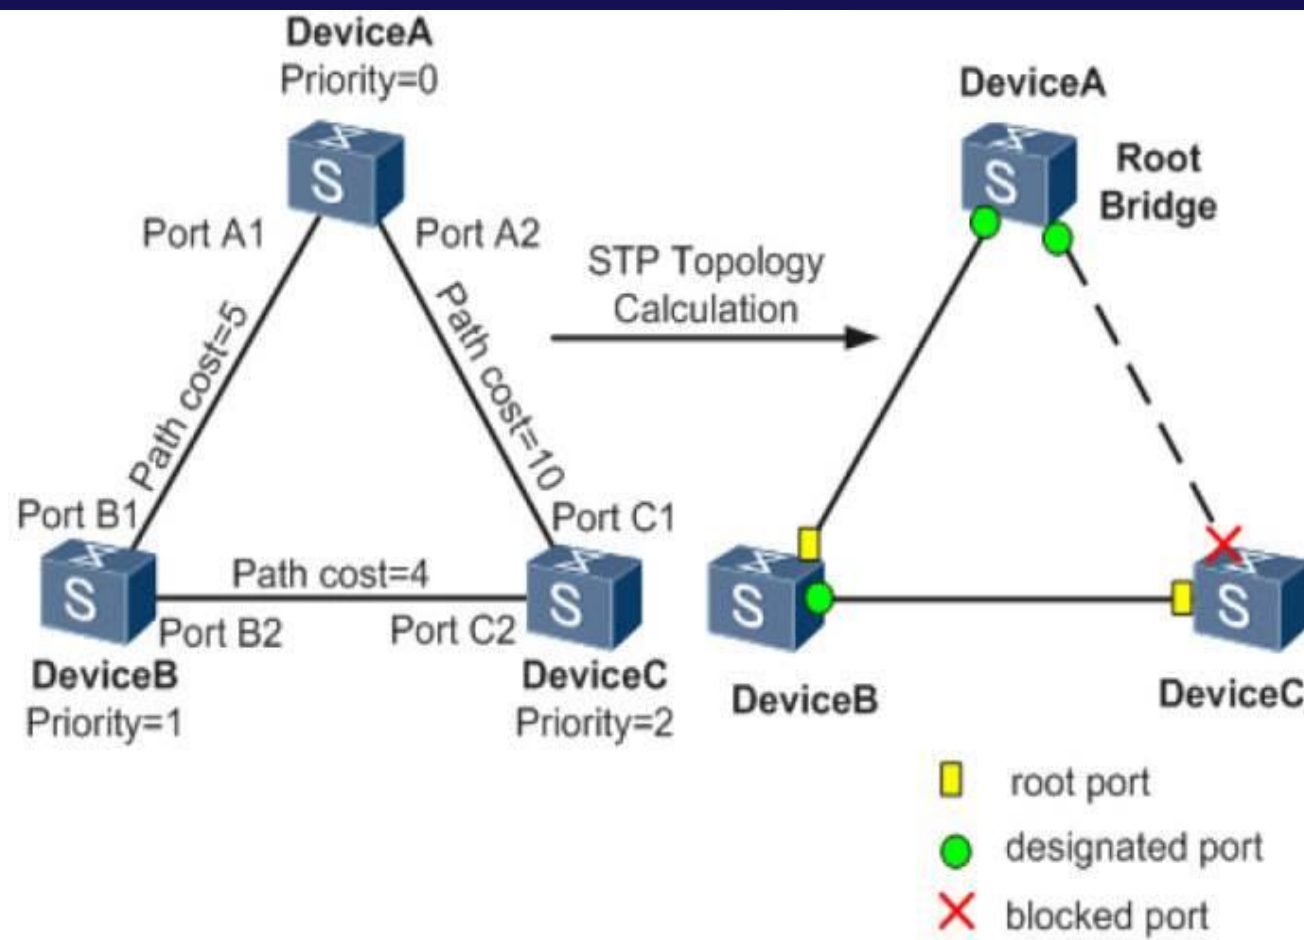 DeviceA
Priority=0
S
Port A1
Port A2
Path cost=5
Path cost=10
Port B1
Port C1
Path cost=4
S
S
Port B2
Port C2
DeviceB
Priority=1
DeviceC
Priority=2
STP Topology
Calculation
DeviceA
Root
Bridge
S
S
S
DeviceB
DeviceC
root port
designated port
blocked port